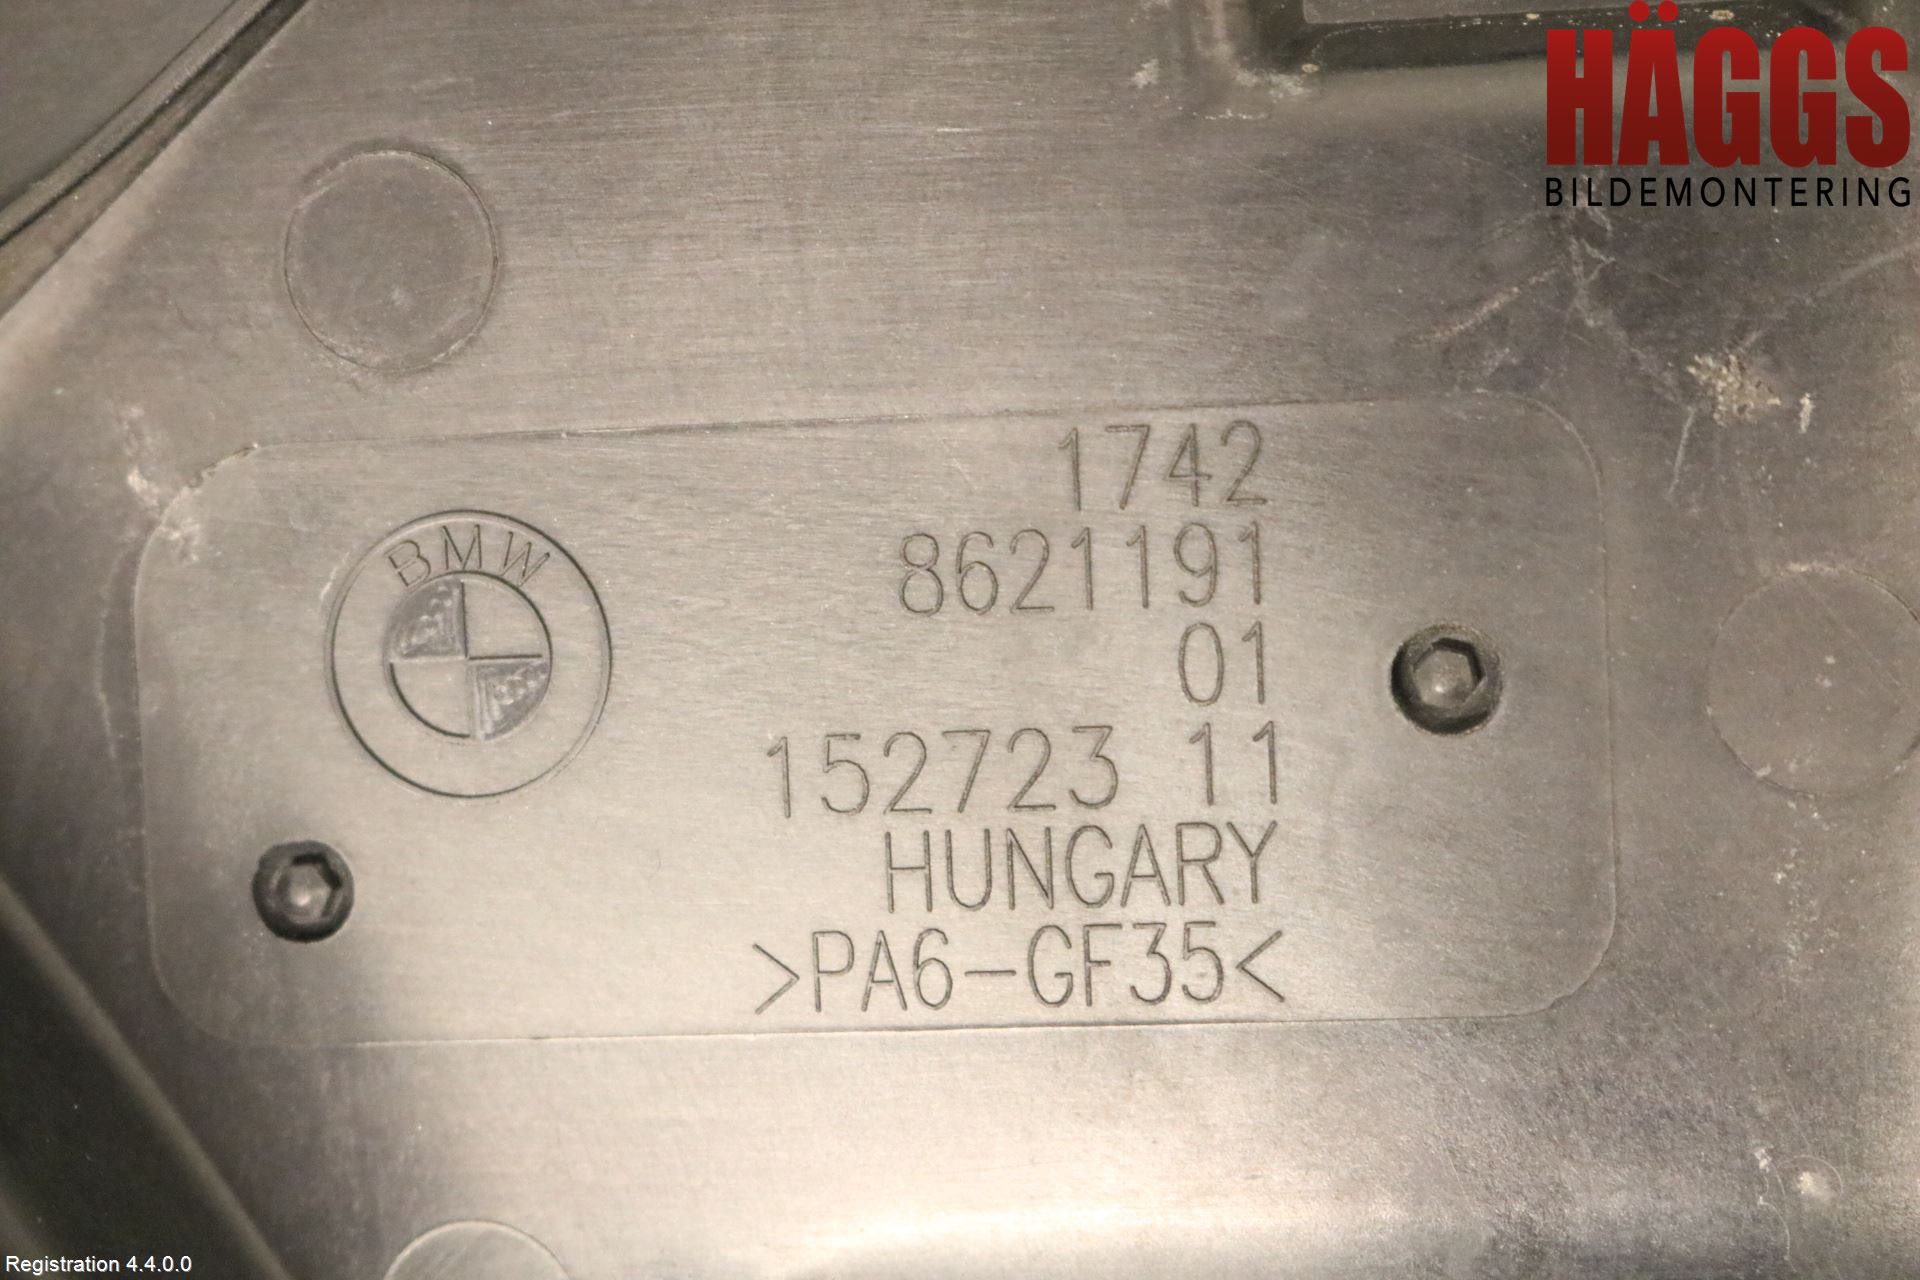 HÄGGS
BILDEMONTERING
BMW
1742
8621191
01
152723 11
HUNGARY
>PA6-GF35<
Registration 4.4.0.0